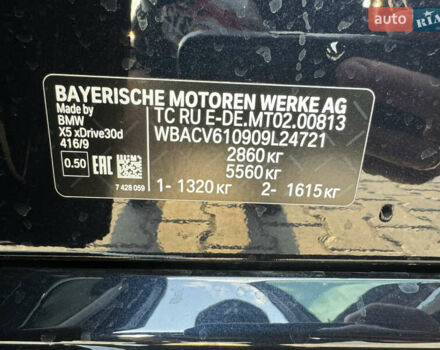 auto RIA
BAYERISCHE MOTOREN WERKE AG
Made by
BMW
X5 xDrive30d
416/9
TC RU E-DE.MT02.00813
WBACV610909L24721
2860кг
5560кг
1- 1320кг 2- 1615кг
0.50 EAC
7 428 059